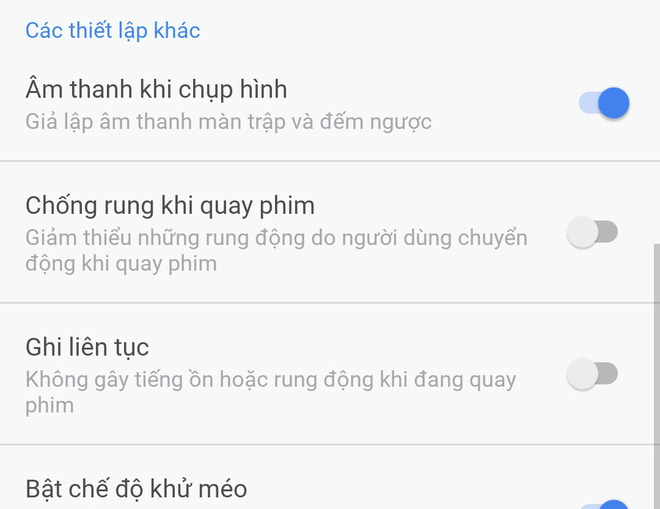 Các thiết lập khác
Âm thanh khi chụp hình
Giả lập âm thanh màn trập và đếm ngược
Chống rung khi quay phim
Giảm thiểu những rung động do người dùng chuyển
động khi quay phim
Ghi liên tục
Không gây tiếng ồn hoặc rung động khi đang quay
phim
Bật chế độ khử méo